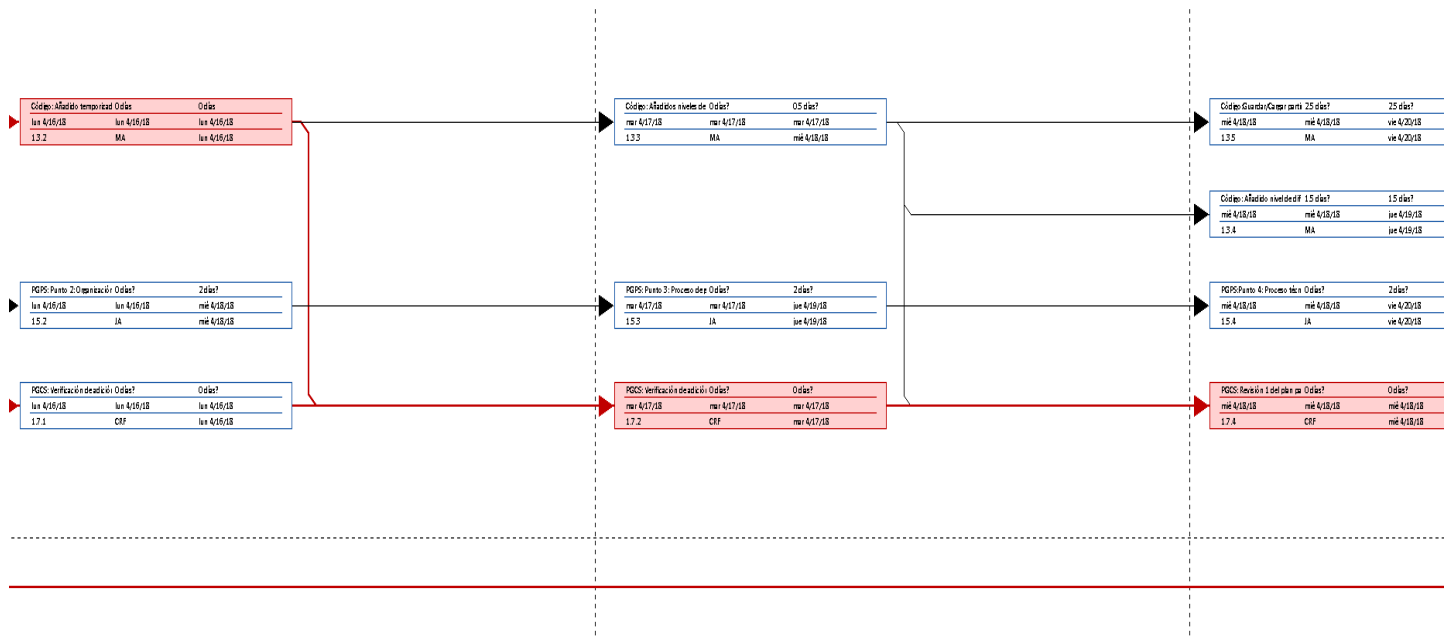 Código: Añadido temporizad 0 días 0 días
lun 4/16/18 lun 4/16/18 lun 4/16/18
1.3.2 MA lun 4/16/18
Código: Añadidos niveles de 0 días? 0.5 días?
mar 4/17/18 mar 4/17/18 mar 4/17/18
1.3.3 MA mié 4/18/18
Código: Guardar/Cargar parti 2.5 días? 2.5 días?
mié 4/18/18 mié 4/18/18 vie 4/20/18
1.3.5 MA vie 4/20/18
Código: Añadido nivel de dif 1.5 días? 1.5 días?
mié 4/18/18 mié 4/18/18 jue 4/19/18
1.3.4 MA jue 4/19/18
PGPS: Punto 2: Organización 0 días? 2 días?
lun 4/16/18 lun 4/16/18 mié 4/18/18
1.5.2 JA mié 4/18/18
PGPS: Punto 3: Proceso de g 0 días? 2 días?
mar 4/17/18 mar 4/17/18 jue 4/19/18
1.5.3 JA jue 4/19/18
PGPS: Punto 4: Proceso técn 0 días? 2 días?
mié 4/18/18 mié 4/18/18 vie 4/20/18
1.5.4 JA vie 4/20/18
PGCS: Verificación de adición 0 días? 0 días?
lun 4/16/18 lun 4/16/18 lun 4/16/18
1.7.1 CRF lun 4/16/18
PGCS: Verificación de adición 0 días? 0 días?
mar 4/17/18 mar 4/17/18 mar 4/17/18
1.7.2 CRF mar 4/17/18
PGCS: Revisión 1 del plan pa 0 días? 0 días?
mié 4/18/18 mié 4/18/18 mié 4/18/18
1.7.4 CRF mié 4/18/18